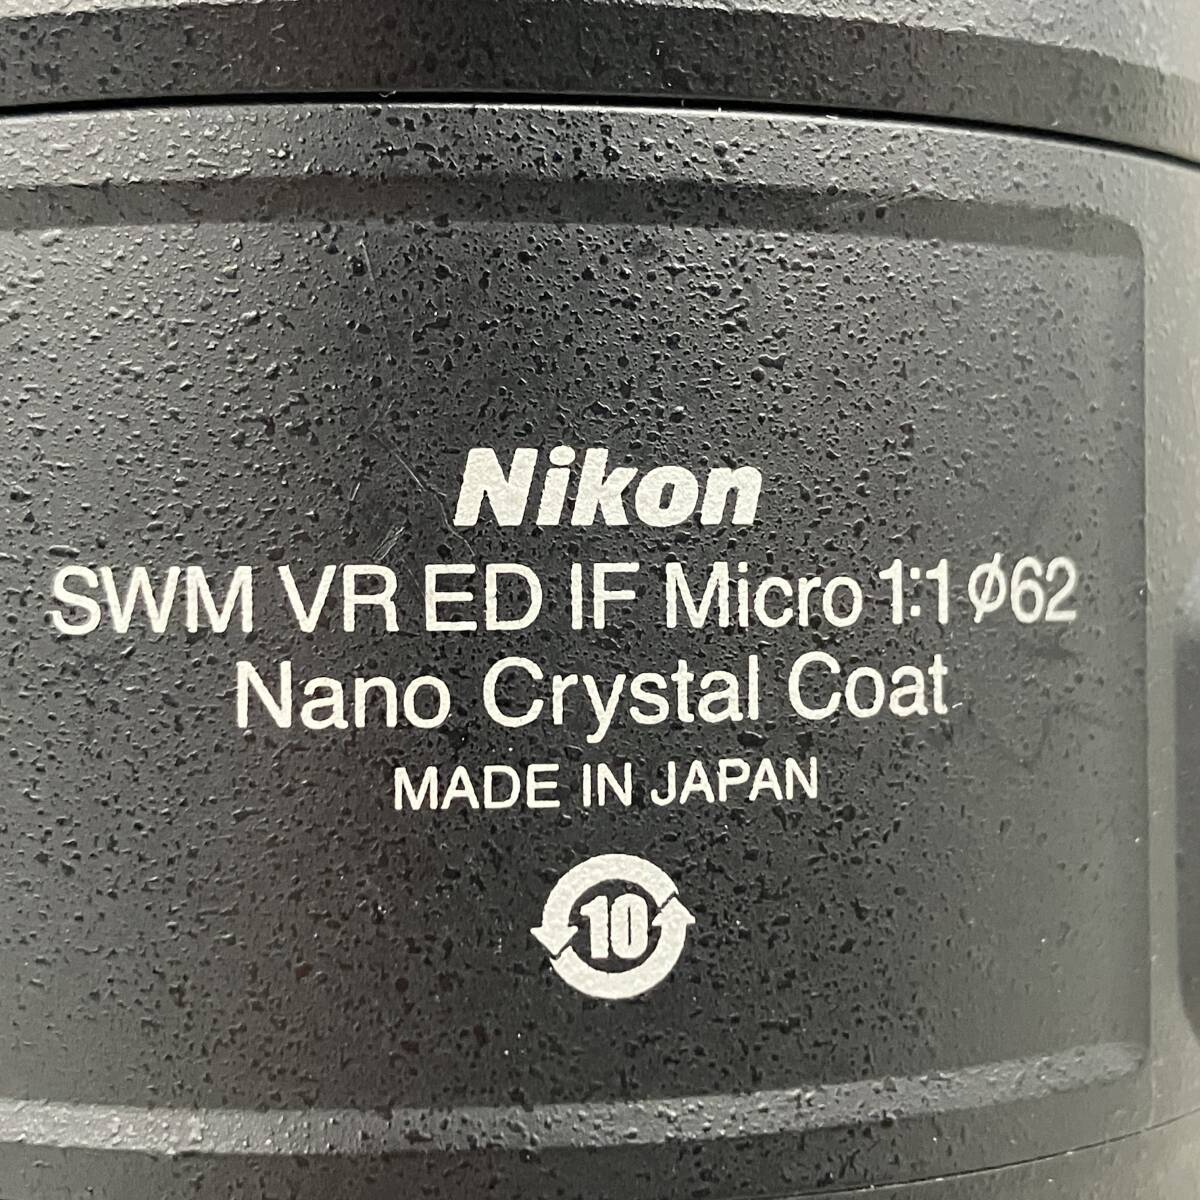 Nikon
SWM VR ED IF Micro 1:1 ø62
Nano Crystal Coat
MADE IN JAPAN
10